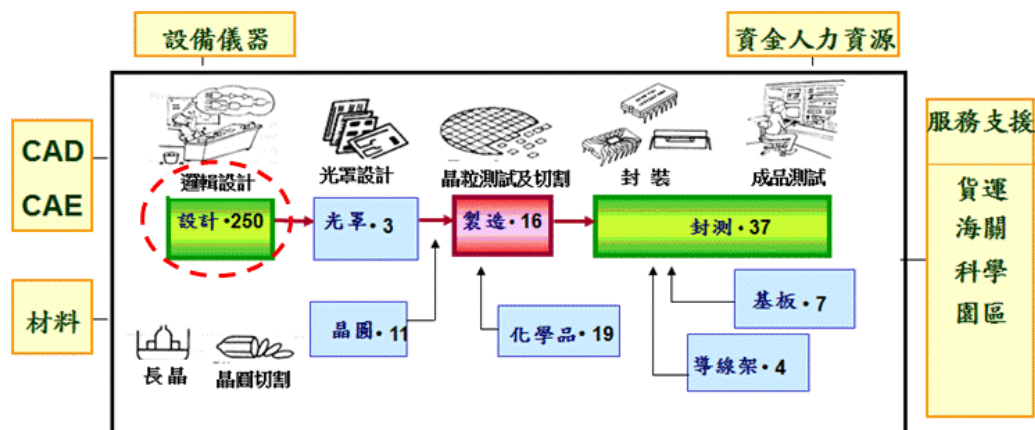 設備儀器
資金人力資源
CAD
CAE
材料
服務支援
貨運
海關
科學
園區
邏輯設計
光罩設計
晶粒測試及切割
封裝
成品測試
設計·250
光罩·3
製造·16
封測·37
晶圓·11
化學品·19
基板·7
導線架·4
長晶
晶圓切割